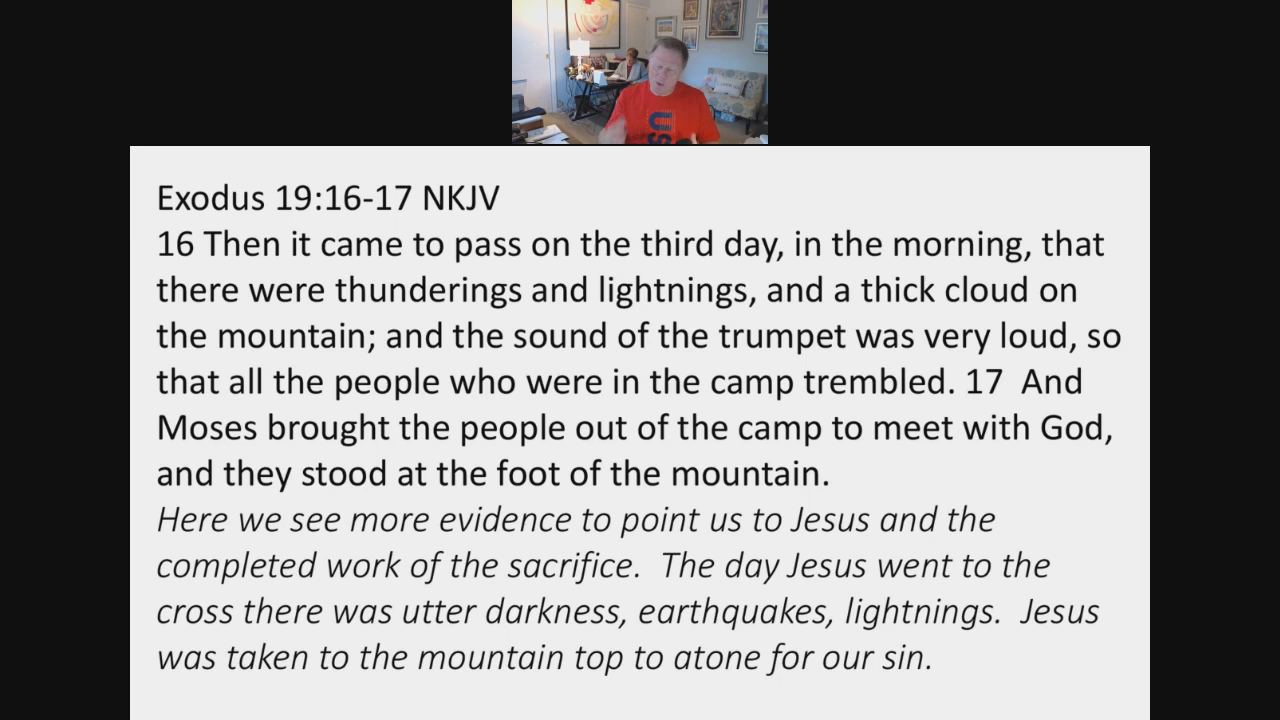 Exodus 19:16-17 NKJV
16 Then it came to pass on the third day, in the morning, that
there were thunderings and lightnings, and a thick cloud on
the mountain; and the sound of the trumpet was very loud, so
that all the people who were in the camp trembled. 17  And
Moses brought the people out of the camp to meet with God,
and they stood at the foot of the mountain.
Here we see more evidence to point us to Jesus and the
completed work of the sacrifice.  The day Jesus went to the
cross there was utter darkness, earthquakes, lightnings.  Jesus
was taken to the mountain top to atone for our sin.